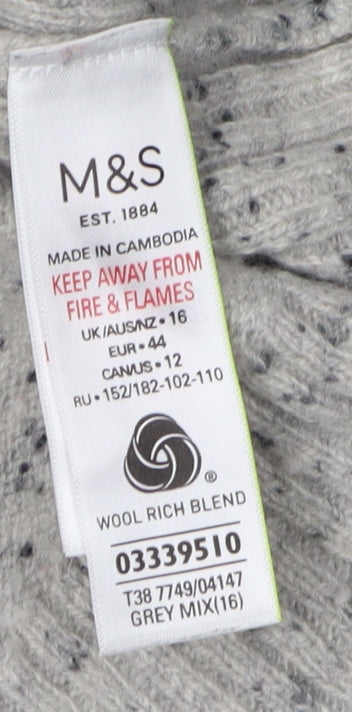 M&S
EST. 1884
MADE IN CAMBODIA
KEEP AWAY FROM
FIRE & FLAMES
UK/AUS/NZ • 16
EUR • 44
CAN/US • 12
RU • 152/182-102-110
®
WOOL RICH BLEND
03339510
T38 7749/04147
GREY MIX(16)